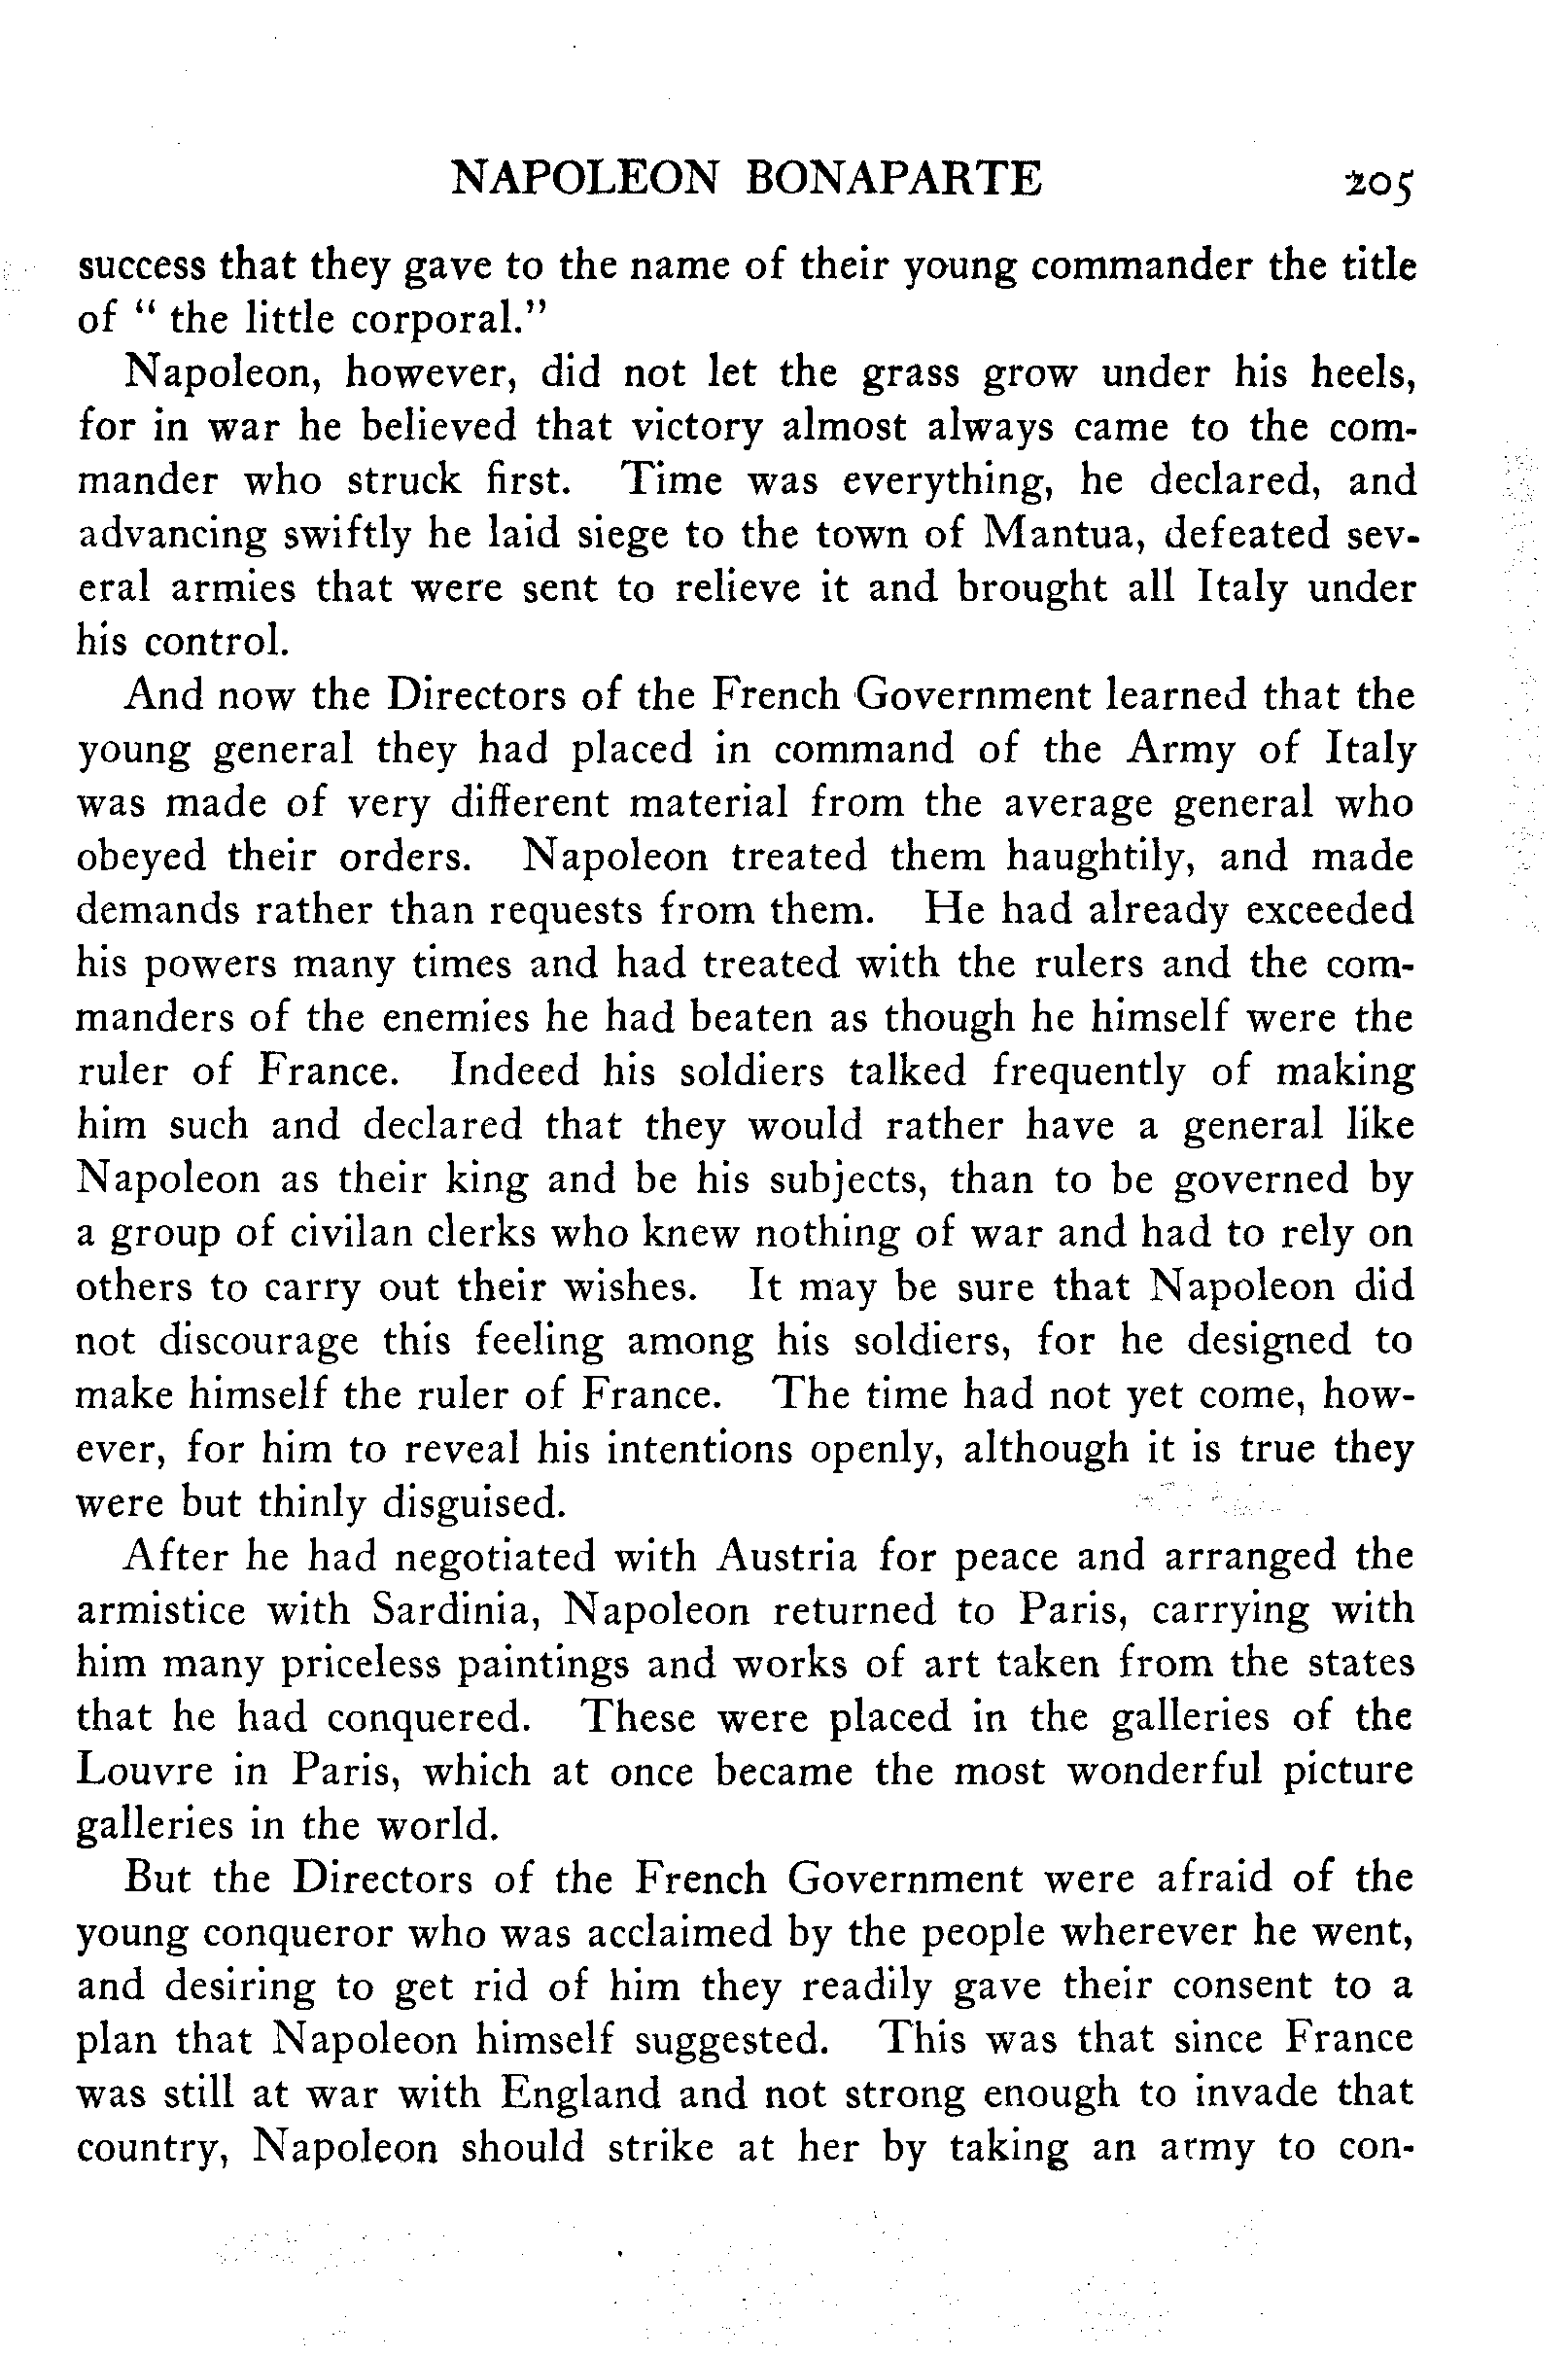 NAPOLEON BONAPARTE 205
success that they gave to the name of their young commander the title
of " the little corporal."
Napoleon, however, did not let the grass grow under his heels,
for in war he believed that victory almost always came to the com-
mander who struck first. Time was everything, he declared, and
advancing swiftly he laid siege to the town of Mantua, defeated sev-
eral armies that were sent to relieve it and brought all Italy under
his control.
And now the Directors of the French Government learned that the
young general they had placed in command of the Army of Italy
was made of very different material from the average general who
obeyed their orders. Napoleon treated them haughtily, and made
demands rather than requests from them. He had already exceeded
his powers many times and had treated with the rulers and the com-
manders of the enemies he had beaten as though he himself were the
ruler of France. Indeed his soldiers talked frequently of making
him such and declared that they would rather have a general like
Napoleon as their king and be his subjects, than to be governed by
a group of civilan clerks who knew nothing of war and had to rely on
others to carry out their wishes. It may be sure that Napoleon did
not discourage this feeling among his soldiers, for he designed to
make himself the ruler of France. The time had not yet come, how-
ever, for him to reveal his intentions openly, although it is true they
were but thinly disguised.
After he had negotiated with Austria for peace and arranged the
armistice with Sardinia, Napoleon returned to Paris, carrying with
him many priceless paintings and works of art taken from the states
that he had conquered. These were placed in the galleries of the
Louvre in Paris, which at once became the most wonderful picture
galleries in the world.
But the Directors of the French Government were afraid of the
young conqueror who was acclaimed by the people wherever he went,
and desiring to get rid of him they readily gave their consent to a
plan that Napoleon himself suggested. This was that since France
was still at war with England and not strong enough to invade that
country, Napoleon should strike at her by taking an army to con-